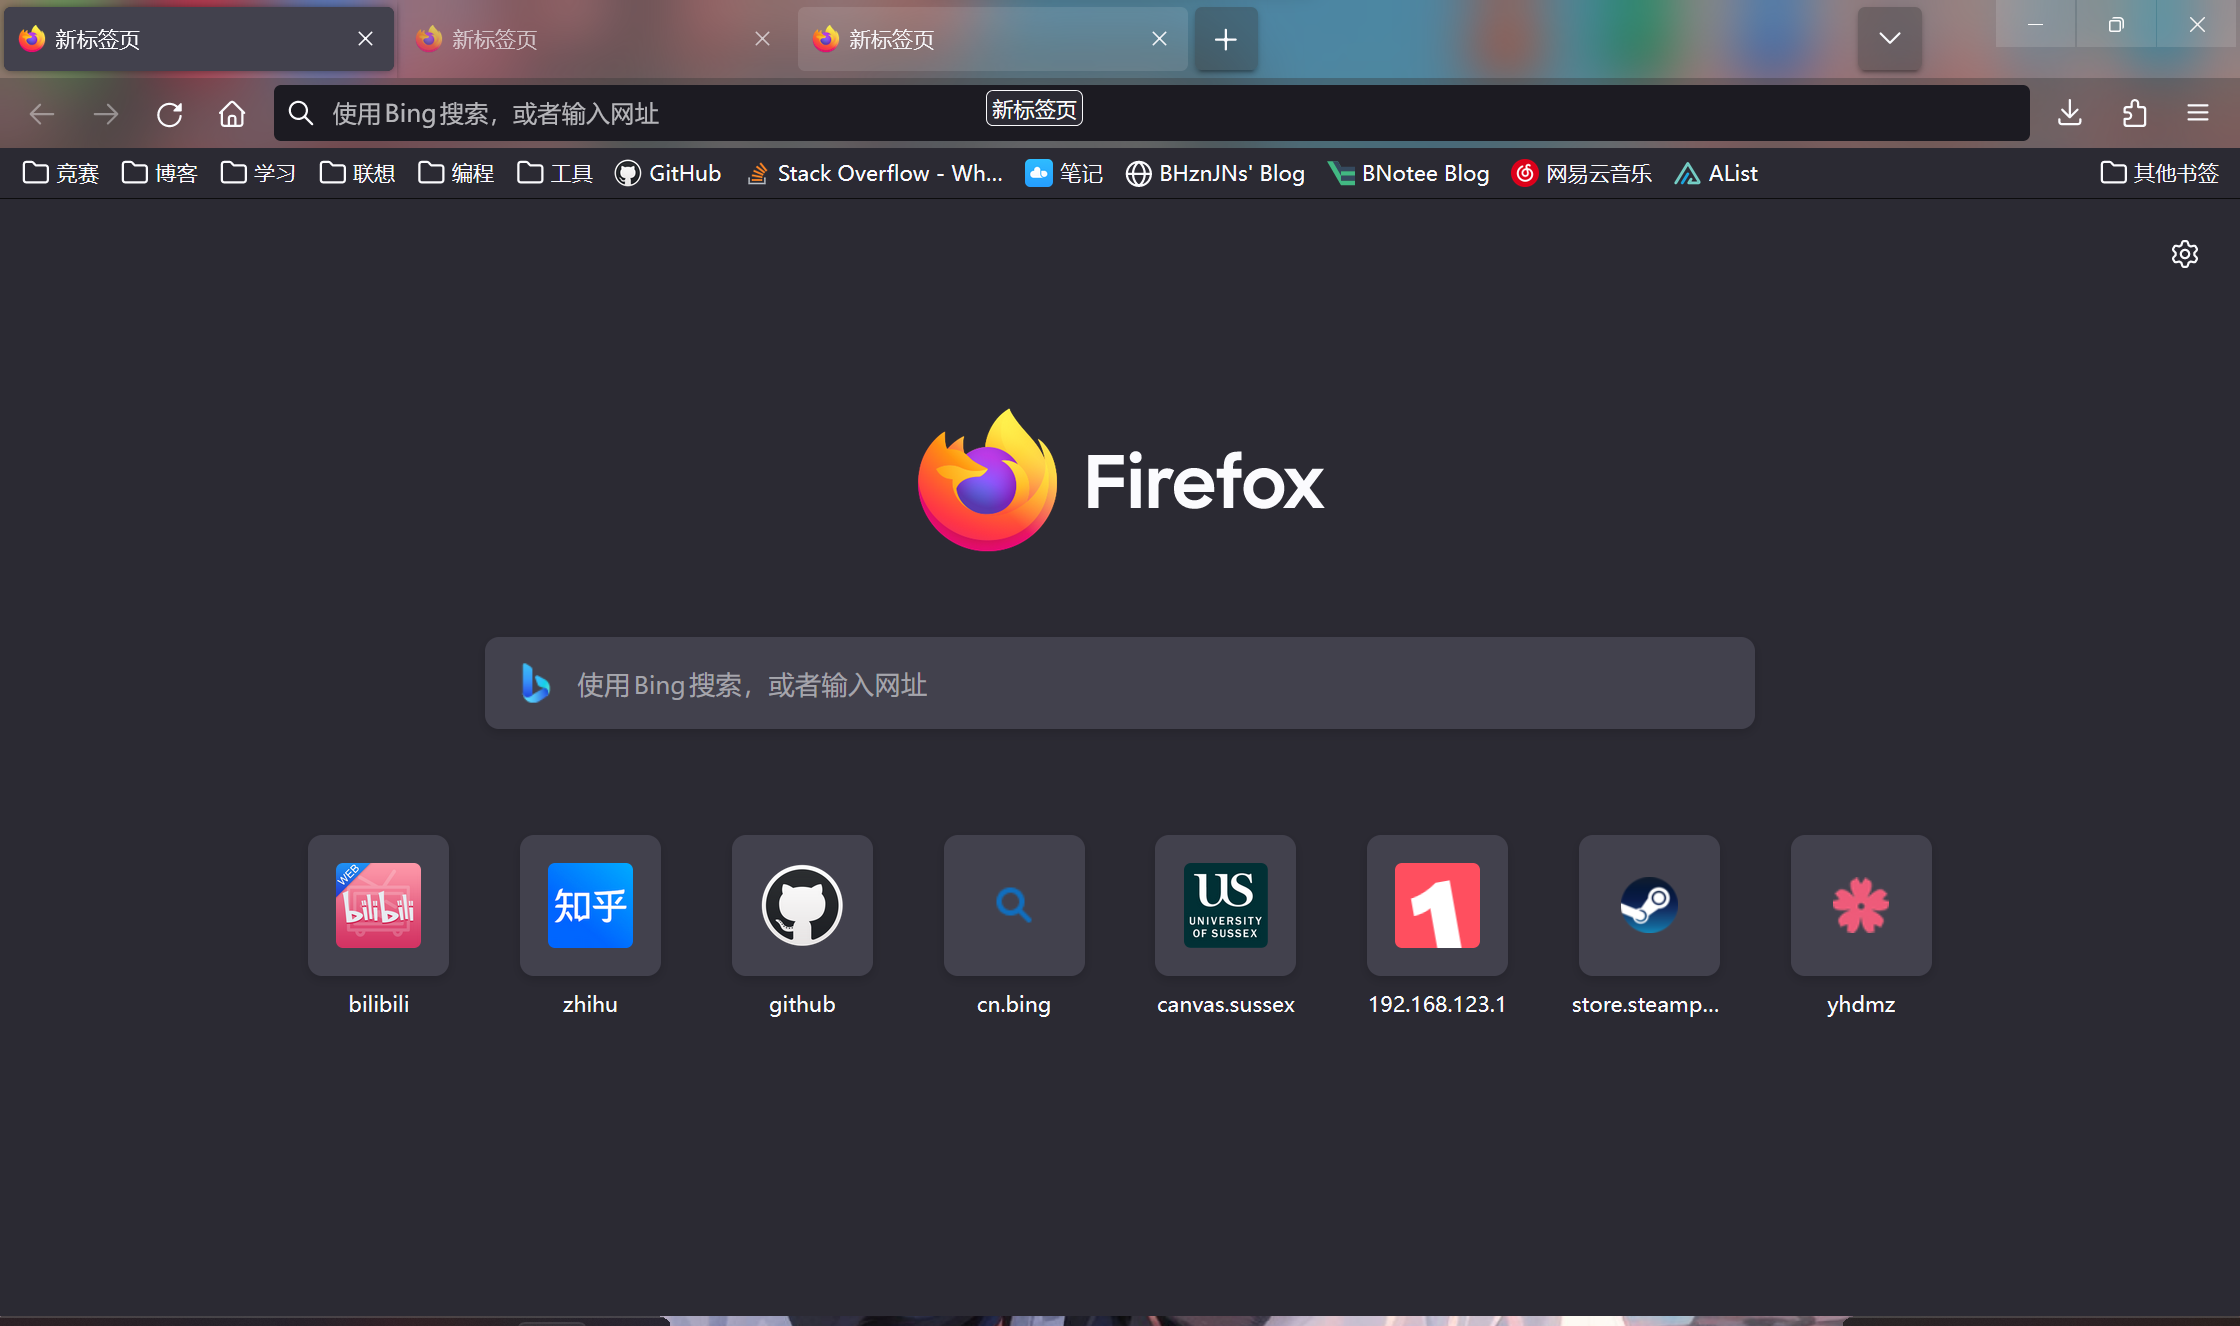 新标签页
新标签页
新标签页
使用Bing搜索，或者输入网址
新标签页
竞赛
博客
学习
联想
编程
工具
GitHub
Stack Overflow - Wh...
笔记
BHznJNs' Blog
BNotee Blog
网易云音乐
AList
其他书签
Firefox
使用Bing搜索，或者输入网址
WEB
bilibili
知乎
US
UNIVERSITY
OF SUSSEX
1
bilibili
zhihu
github
cn.bing
canvas.sussex
192.168.123.1
store.steamp...
yhdmz